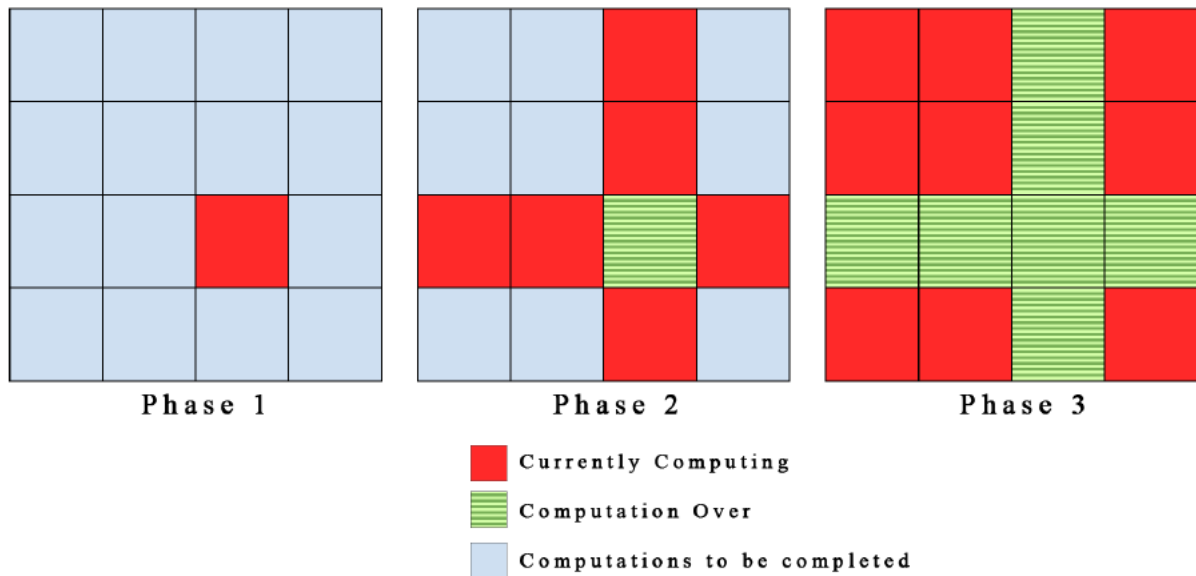 Phase 1
Phase 2
Phase 3
Currently Computing
Computation Over
Computations to be completed